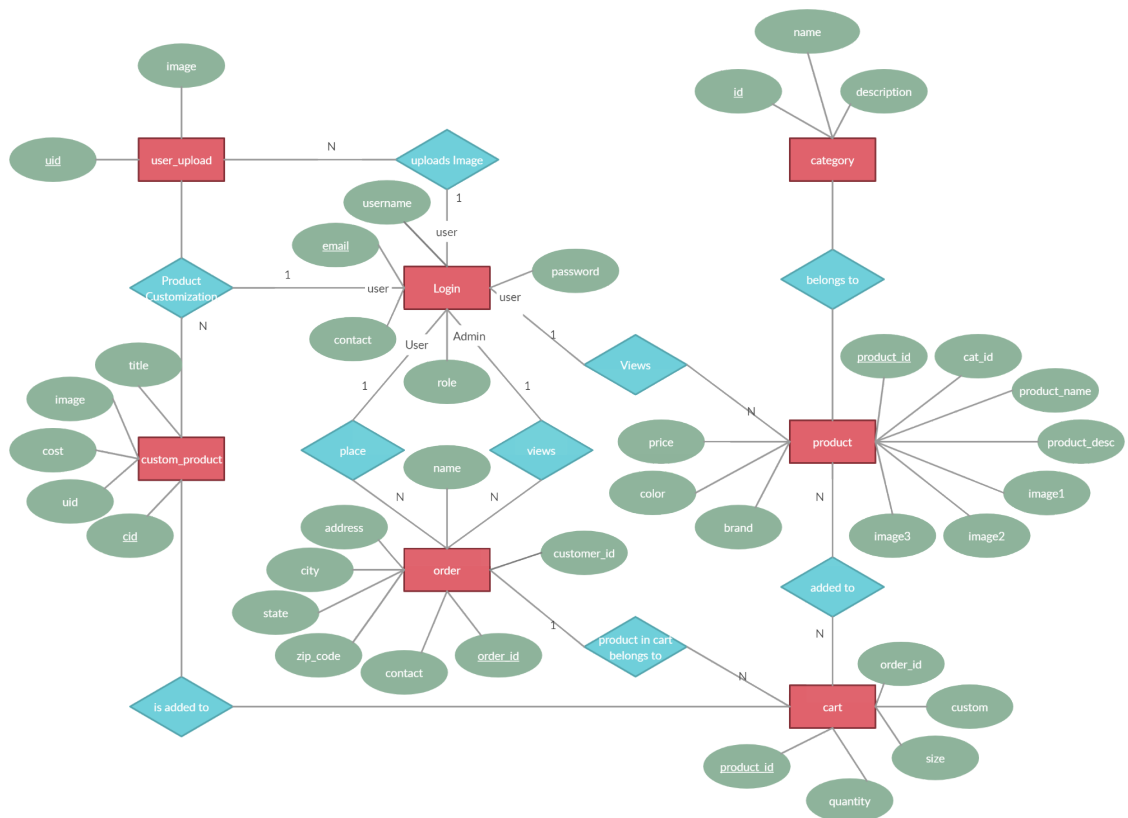 name
image
id
description
N
uid
user_upload
uploads Image
category
1
username
user
email
password
Product
Customization
1
user
Login
user
belongs to
N
contact
Admin
User
1
title
Views
product_id
cat_id
role
1
1
image
product_name
N
price
product
product_desc
cost
custom_product
place
name
views
uid
color
N
N
N
image1
cid
address
brand
image3
image2
customer_id
city
order
added to
state
1
N
zip_code
contact
order_id
product in cart
belongs to
order_id
N
is added to
cart
custom
size
product_id
quantity